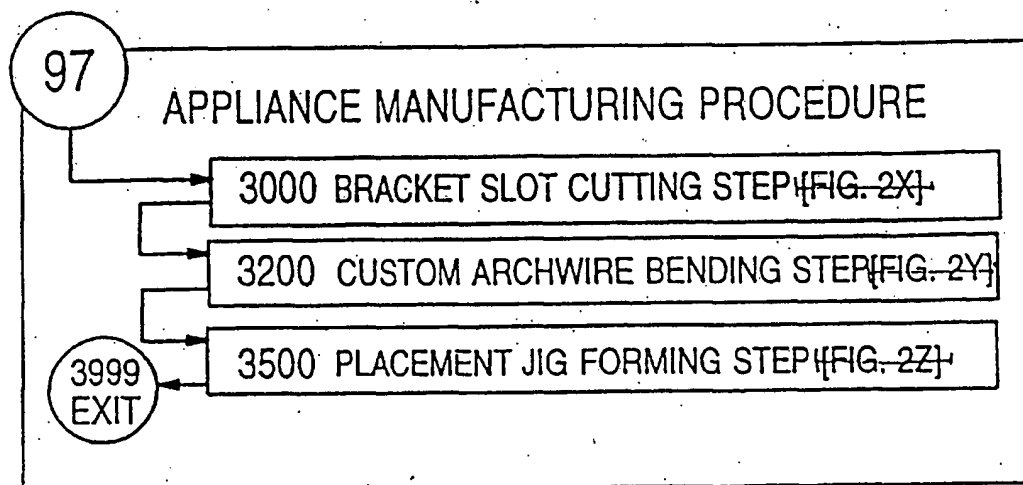 97
APPLIANCE MANUFACTURING PROCEDURE
3000 BRACKET SLOT CUTTING STEP [FIG. 2X]
3200 CUSTOM ARCHWIRE BENDING STEP [FIG. 2Y]
3500 PLACEMENT JIG FORMING STEP [FIG. 2Z]
3999
EXIT